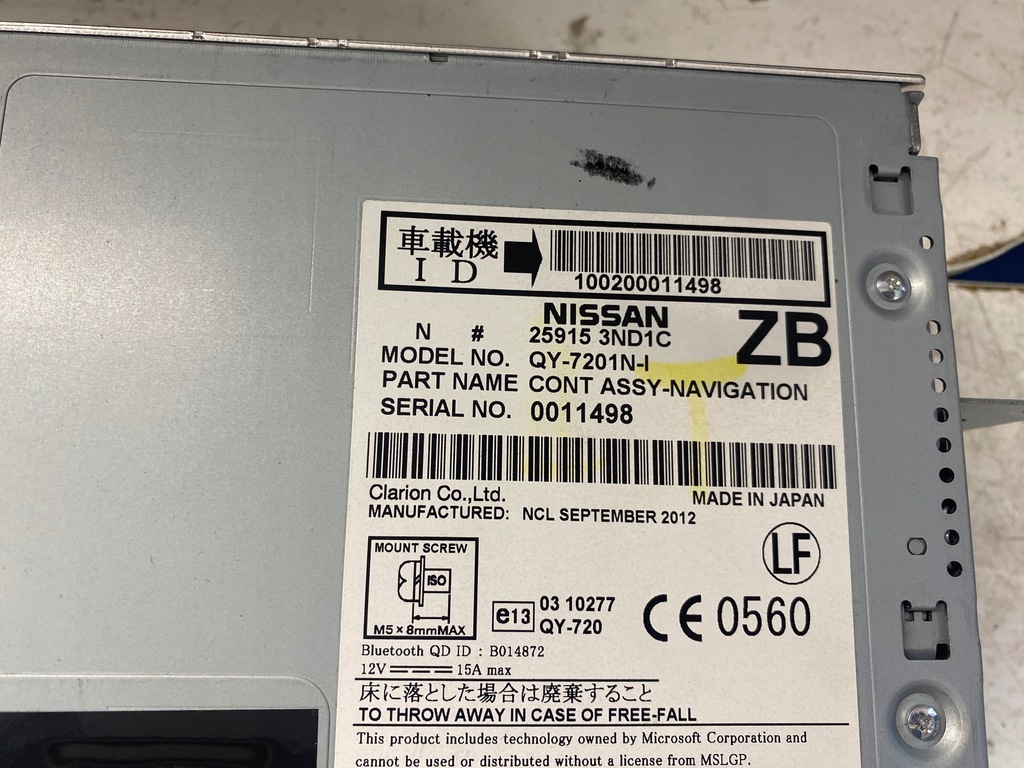 車載機
ID
100200011498
NISSAN
N # 25915 3ND1C
ZB
MODEL NO. QY-7201N-I
PART NAME CONT ASSY-NAVIGATION
SERIAL NO. 0011498
Clarion Co.,Ltd. MADE IN JAPAN
MANUFACTURED: NCL SEPTEMBER 2012
MOUNT SCREW
ISO
M5×8mmMAX
LF
e13 03 10277
QY-720
CE 0560
Bluetooth QD ID : B014872
12V 15A max
床に落とした場合は廃棄すること
TO THROW AWAY IN CASE OF FREE-FALL
This product includes technology owned by Microsoft Corporation and
cannot be used or distributed without a license from MSLGP.